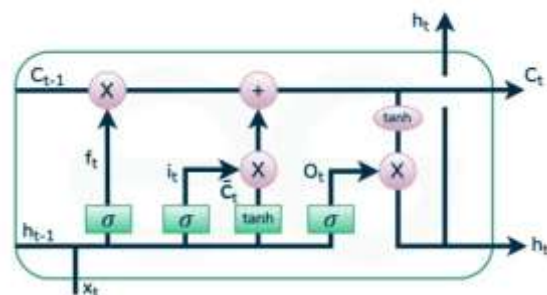 hₜ
Cₜ₋₁
X
+
Cₜ
tanh
fₜ
iₜ
X
C̄ₜ
Oₜ
X
σ
σ
tanh
σ
hₜ₋₁
hₜ
xₜ